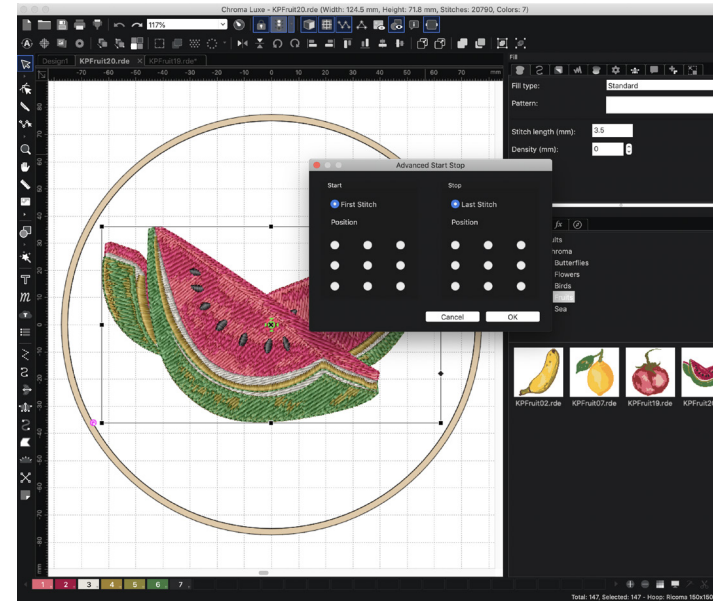 Chroma Luxe - KPFruit20.rde (Width: 124.5 mm, Height: 71.8 mm, Stitches: 20790, Colors: 7)
117%
Design1 KPFruit20.rde × KPFruit19.rde*
-70 -60 -50 -40 -30 -20 -10 0 10 20 30 40 50 60 70 mm
Fill
Fill type: Standard
Pattern:
Stitch length (mm): 3.5
Density (mm): 0
Advanced Start Stop
Start Stop
First Stitch Last Stitch
Position Position
Cancel OK
fx
Butterflies
Flowers
Birds
Fruits
Sea
KPFruit02.rde KPFruit07.rde KPFruit19.rde KPFruit20
1 2 3 4 5 6 7
Total: 147, Selected: 147 - Hoop: Ricoma 150x150